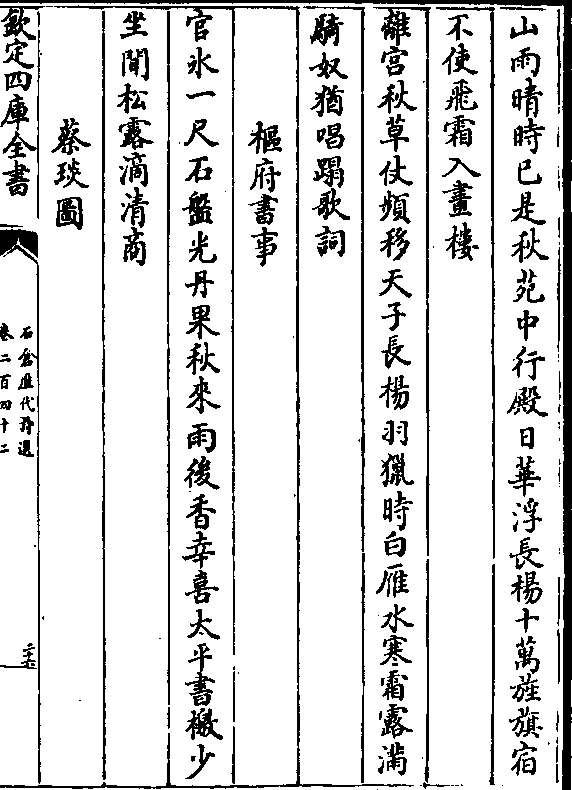 山雨晴時已是秋苑中行殿日華浮長楊十萬旌旗宿
不使飛霜入畫樓
離宮秋草仗頻移天子長楊羽獵時白雁水寒霜露滿
騎奴猶唱蹋歌詞
樞府書事
官氷一尺石盤光丹果秋來雨後香幸喜太平書檄少
坐聞松露滴清商
蔡琰圖
欽定四庫全書
石倉歷代詩選
卷二百四十二
二十六